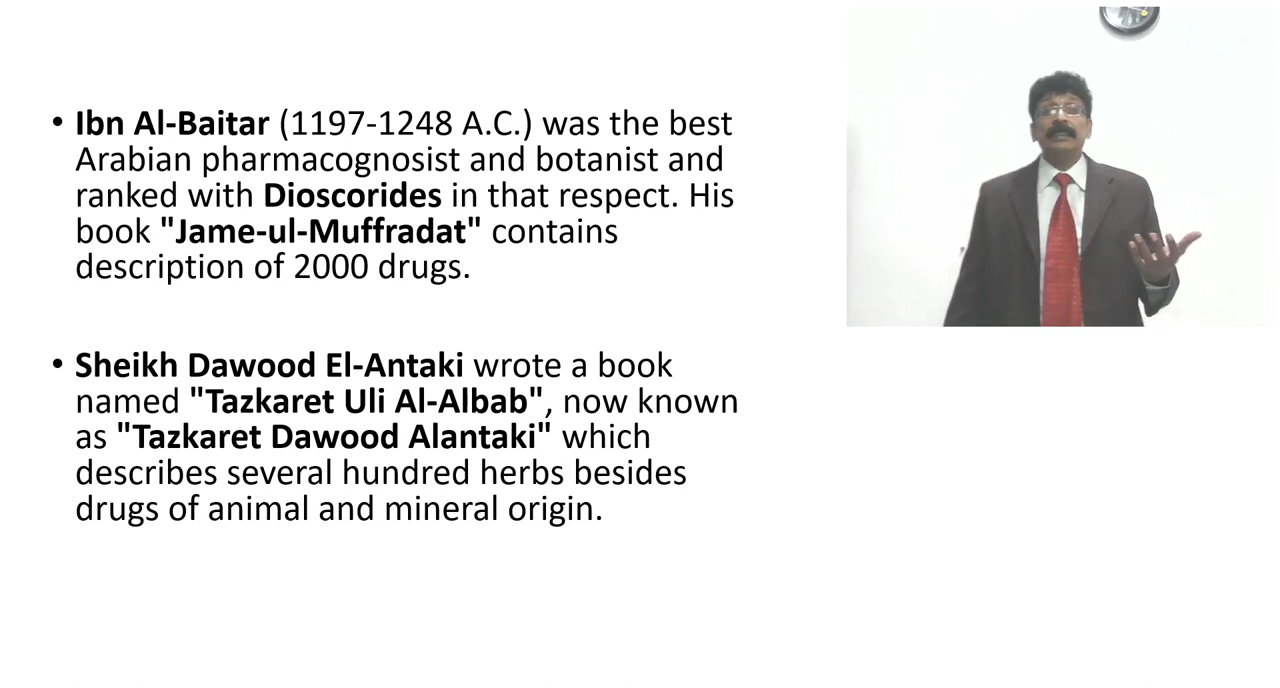 • Ibn Al-Baitar (1197-1248 A.C.) was the best
Arabian pharmacognosist and botanist and
ranked with Dioscorides in that respect. His
book "Jame-ul-Muffradat" contains
description of 2000 drugs.
• Sheikh Dawood El-Antaki wrote a book
named "Tazkaret Uli Al-Albab", now known
as "Tazkaret Dawood Alantaki" which
describes several hundred herbs besides
drugs of animal and mineral origin.